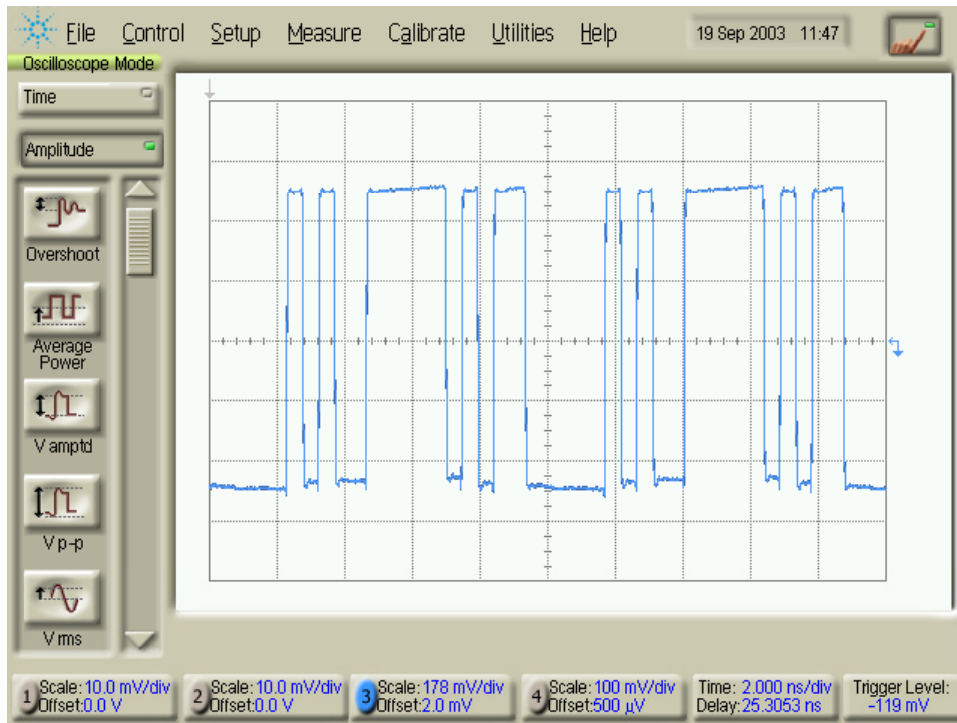 File Control Setup Measure Calibrate Utilities Help 19 Sep 2003 11:47
Oscilloscope Mode
Time
Amplitude
Overshoot
Average
Power
V amptd
V p-p
V rms
1 Scale: 10.0 mV/div
Offset:0.0 V
2 Scale: 10.0 mV/div
Offset:0.0 V
3 Scale: 178 mV/div
Offset:2.0 mV
4 Scale: 100 mV/div
Offset:500 µV
Time: 2.000 ns/div
Delay:25.3053 ns
Trigger Level:
-119 mV